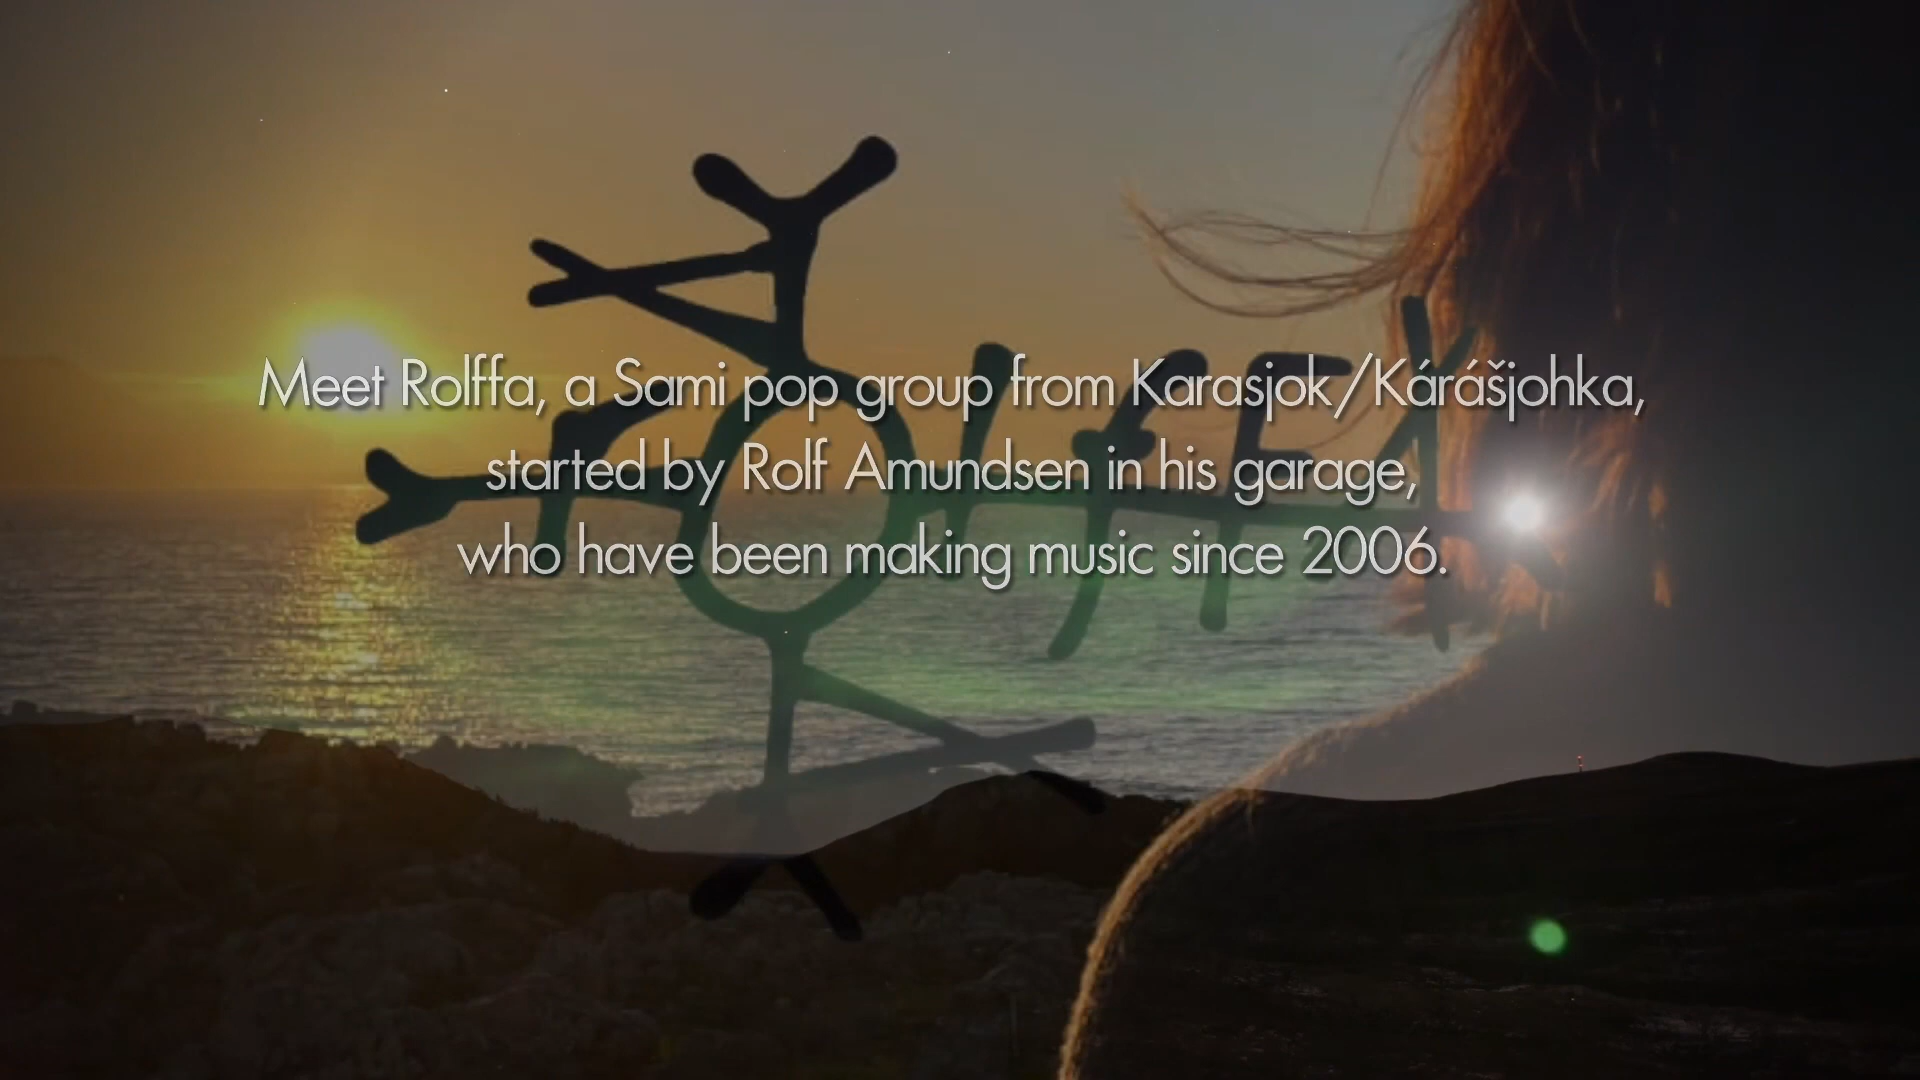 Meet Rolffa, a Sami pop group from Karasjok/Kárášjohka,
started by Rolf Amundsen in his garage,
who have been making music since 2006.
ROlffA